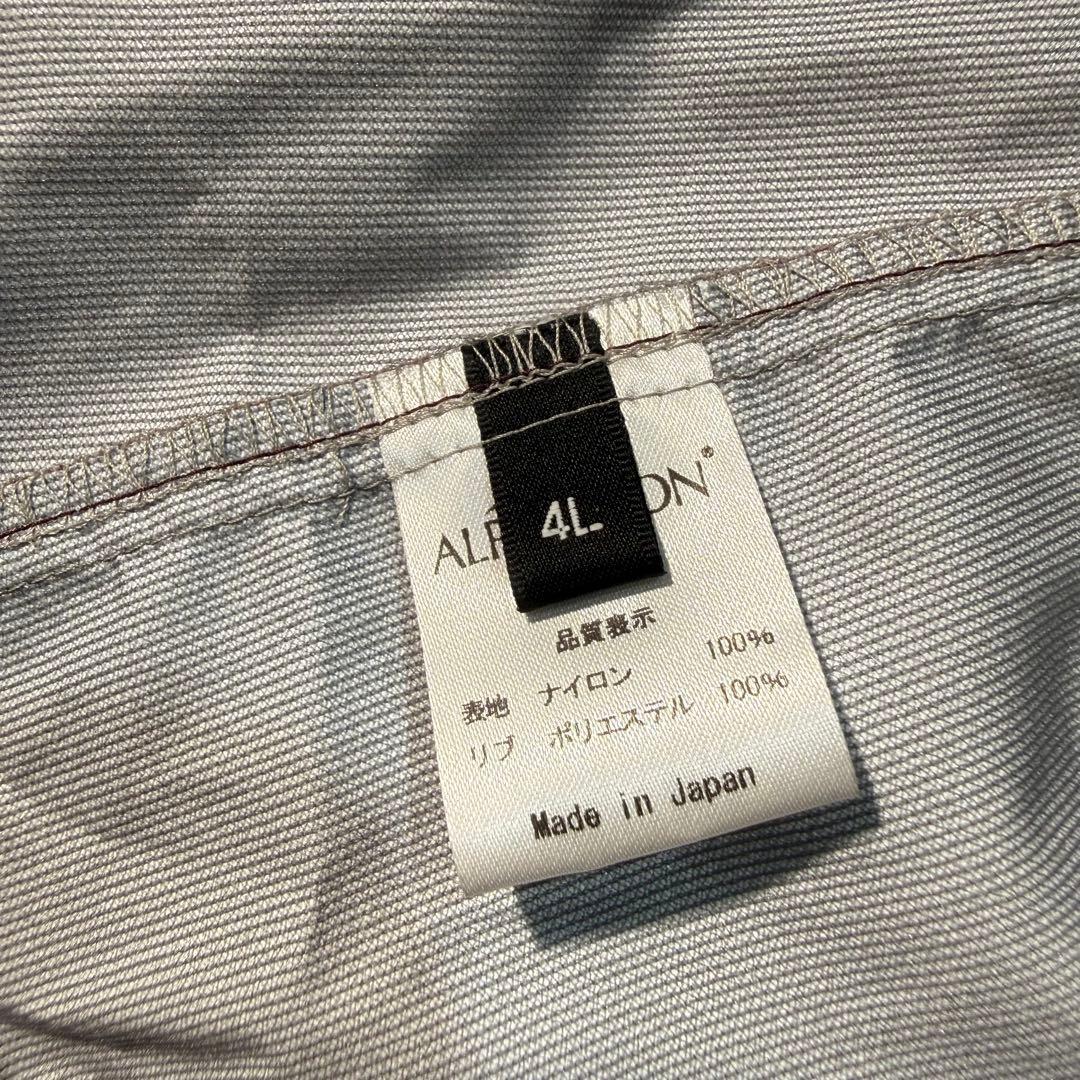 4L
品質表示
表地 ナイロン 100%
リブ ポリエステル 100%
Made in Japan